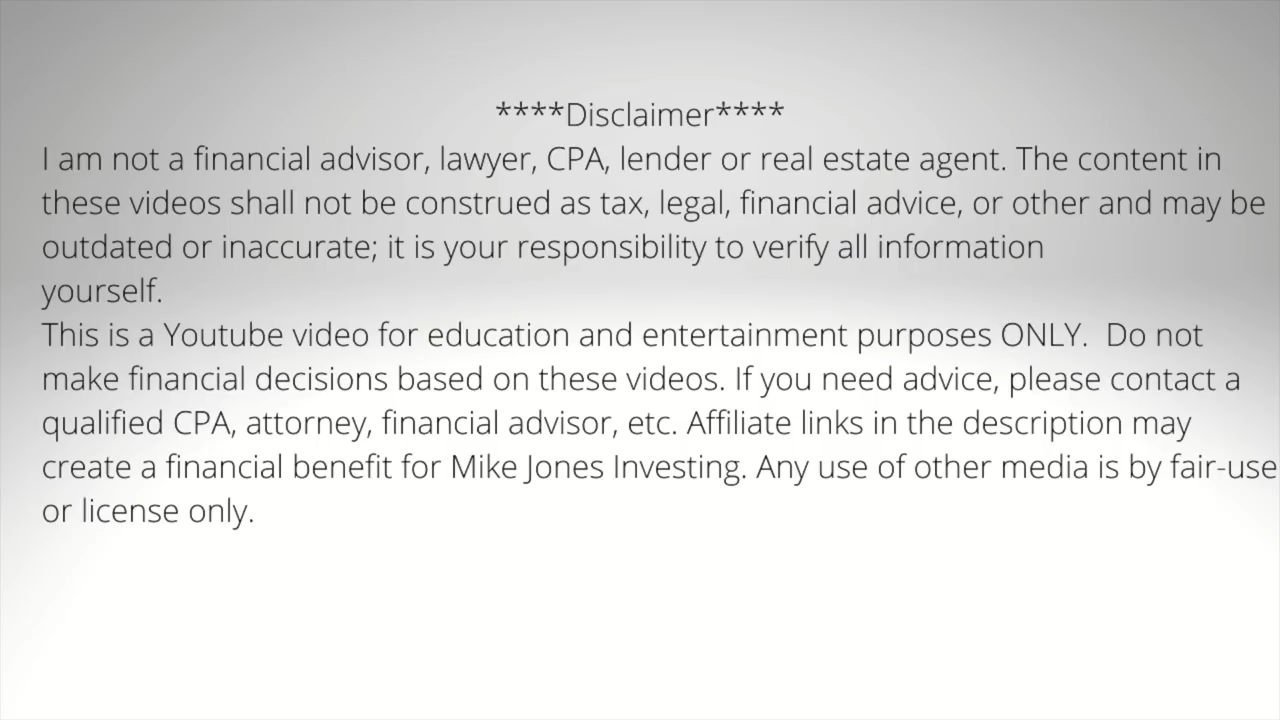 ****Disclaimer****
I am not a financial advisor, lawyer, CPA, lender or real estate agent. The content in
these videos shall not be construed as tax, legal, financial advice, or other and may be
outdated or inaccurate; it is your responsibility to verify all information
yourself.
This is a Youtube video for education and entertainment purposes ONLY.  Do not
make financial decisions based on these videos. If you need advice, please contact a
qualified CPA, attorney, financial advisor, etc. Affiliate links in the description may
create a financial benefit for Mike Jones Investing. Any use of other media is by fair-use
or license only.